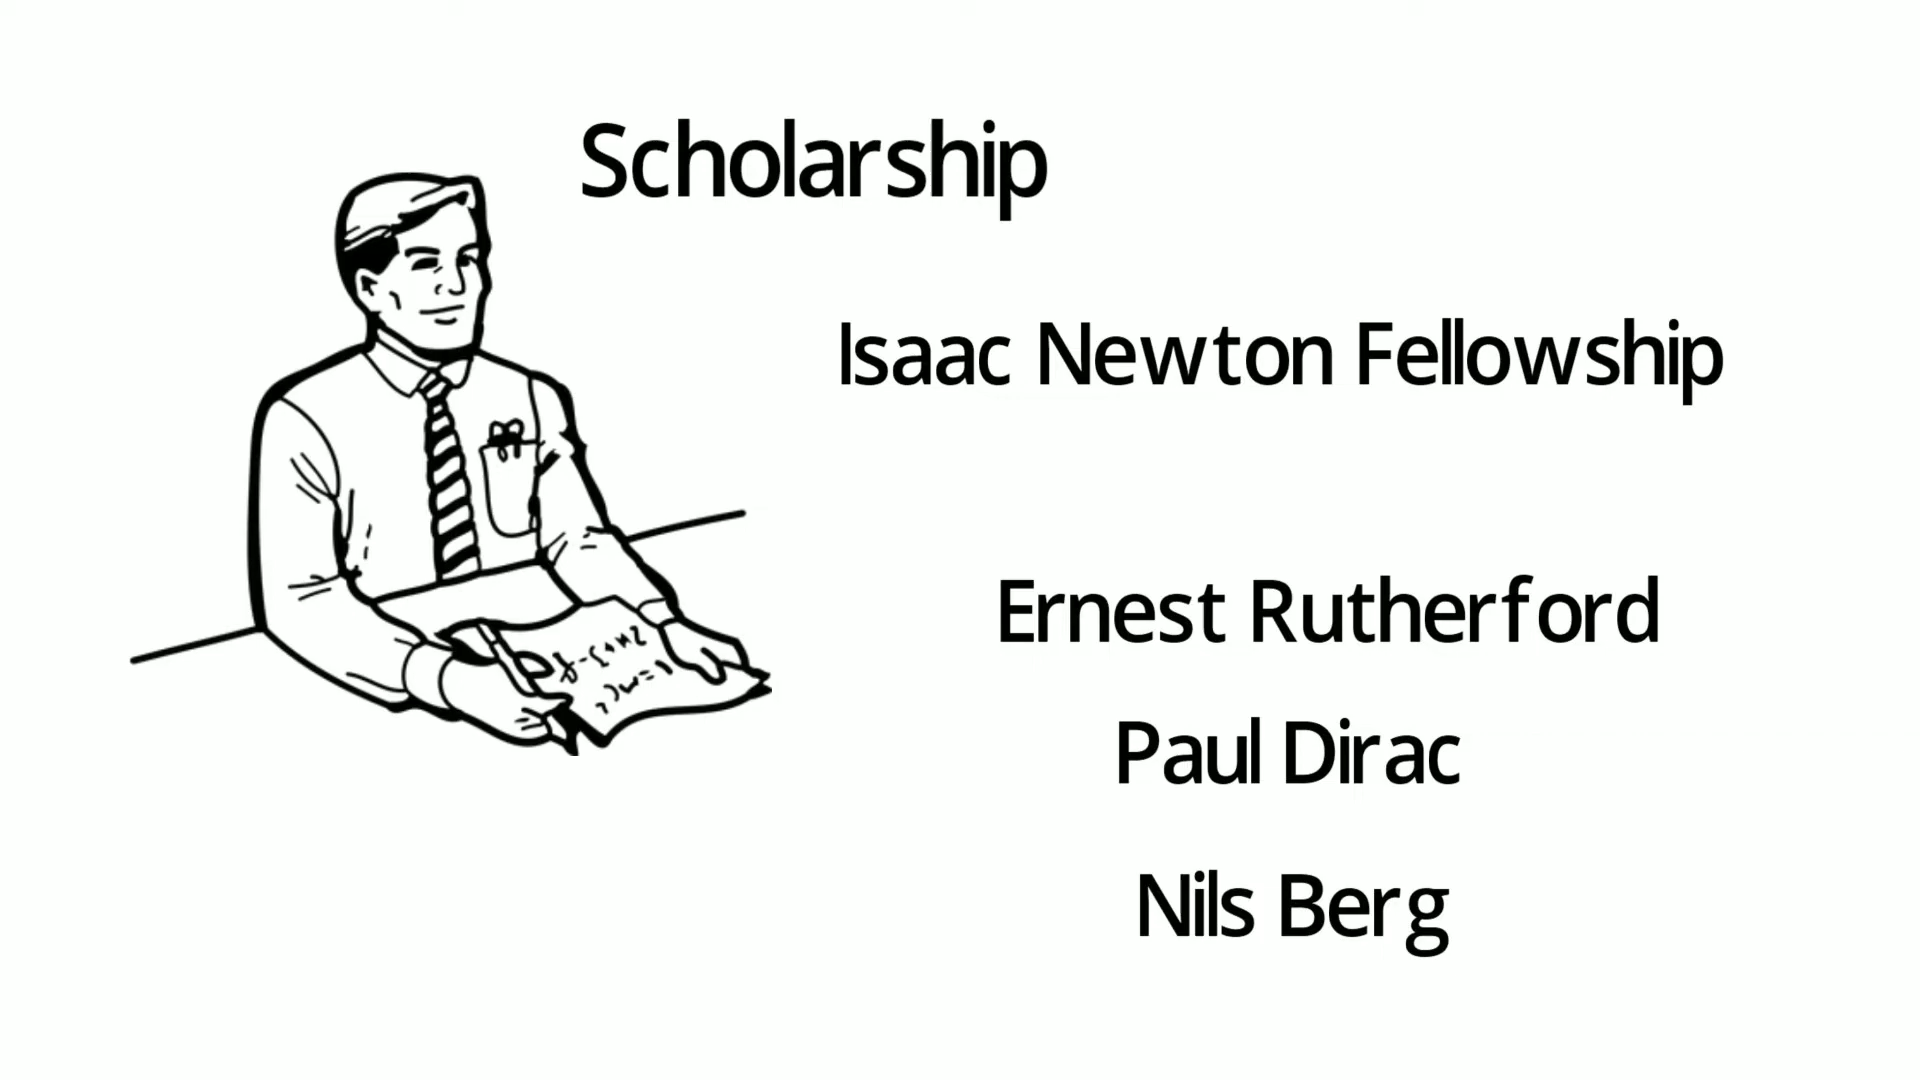 Scholarship
Isaac Newton Fellowship
Ernest Rutherford
Paul Dirac
Nils Berg